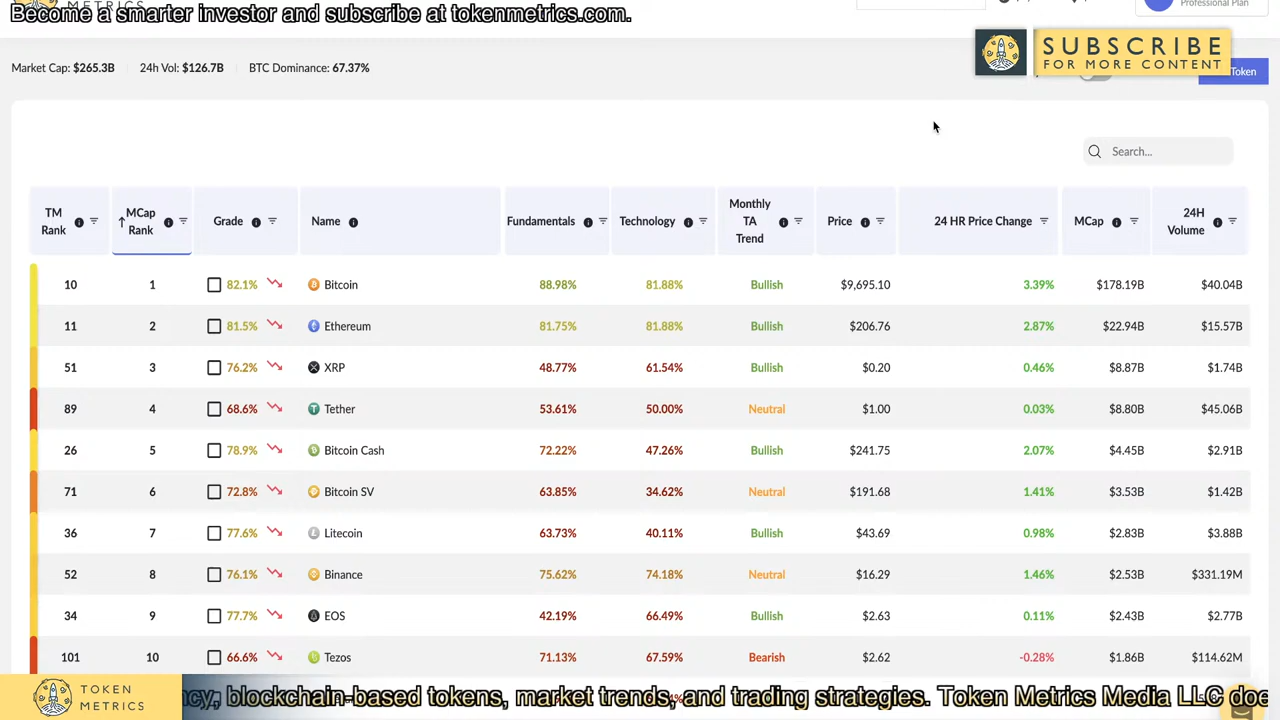 METRICS
Become a smarter investor and subscribe at tokenmetrics.com.
Professional Plan
SUBSCRIBE
FOR MORE CONTENT
Market Cap: $265.3B 24h Vol: $126.7B BTC Dominance: 67.37%
Token
Search...
TM Rank MCap Rank Grade Name Fundamentals Technology Monthly TA Trend Price 24 HR Price Change MCap 24H Volume
10 1 82.1% Bitcoin 88.98% 81.88% Bullish $9,695.10 3.39% $178.19B $40.04B
11 2 81.5% Ethereum 81.75% 81.88% Bullish $206.76 2.87% $22.94B $15.57B
51 3 76.2% XRP 48.77% 61.54% Bullish $0.20 0.46% $8.87B $1.74B
89 4 68.6% Tether 53.61% 50.00% Neutral $1.00 0.03% $8.80B $45.06B
26 5 78.9% Bitcoin Cash 72.22% 47.26% Bullish $241.75 2.07% $4.45B $2.91B
71 6 72.8% Bitcoin SV 63.85% 34.62% Neutral $191.68 1.41% $3.53B $1.42B
36 7 77.6% Litecoin 63.73% 40.11% Bullish $43.69 0.98% $2.83B $3.88B
52 8 76.1% Binance 75.62% 74.18% Neutral $16.29 1.46% $2.53B $331.19M
34 9 77.7% EOS 42.19% 66.49% Bullish $2.63 0.11% $2.43B $2.77B
101 10 66.6% Tezos 71.13% 67.59% Bearish $2.62 -0.28% $1.86B $114.62M
TOKEN
METRICS
blockchain-based tokens, market trends, and trading strategies. Token Metrics Media LLC doe